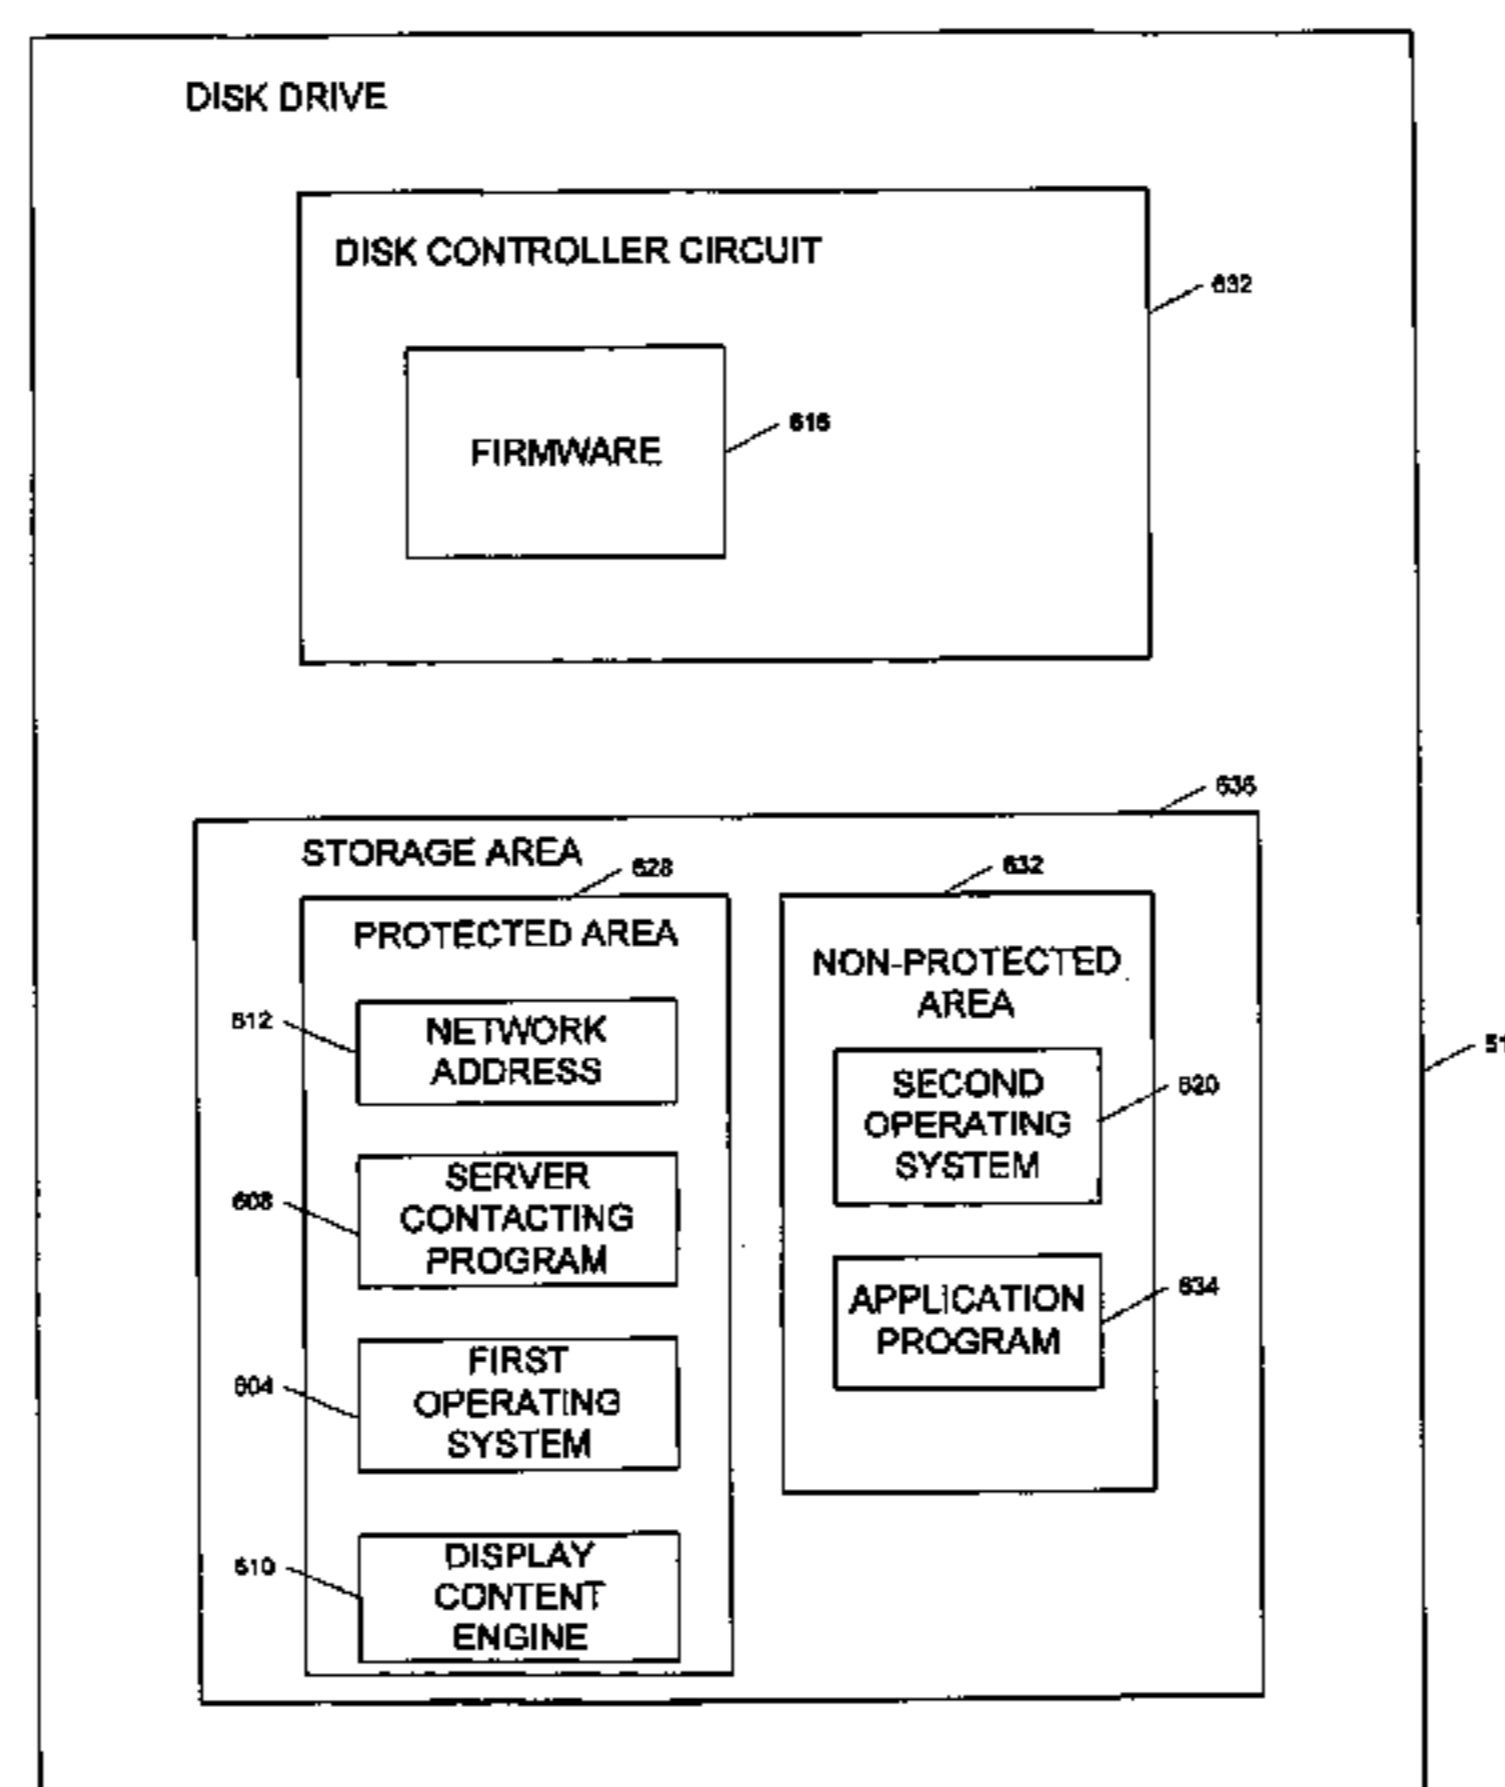 DISK DRIVE
DISK CONTROLLER CIRCUIT
632
FIRMWARE
616
636
STORAGE AREA
628
632
PROTECTED AREA
NON-PROTECTED
AREA
612
NETWORK
ADDRESS
SECOND
OPERATING
SYSTEM
620
608
SERVER
CONTACTING
PROGRAM
APPLICATION
PROGRAM
634
604
FIRST
OPERATING
SYSTEM
610
DISPLAY
CONTENT
ENGINE